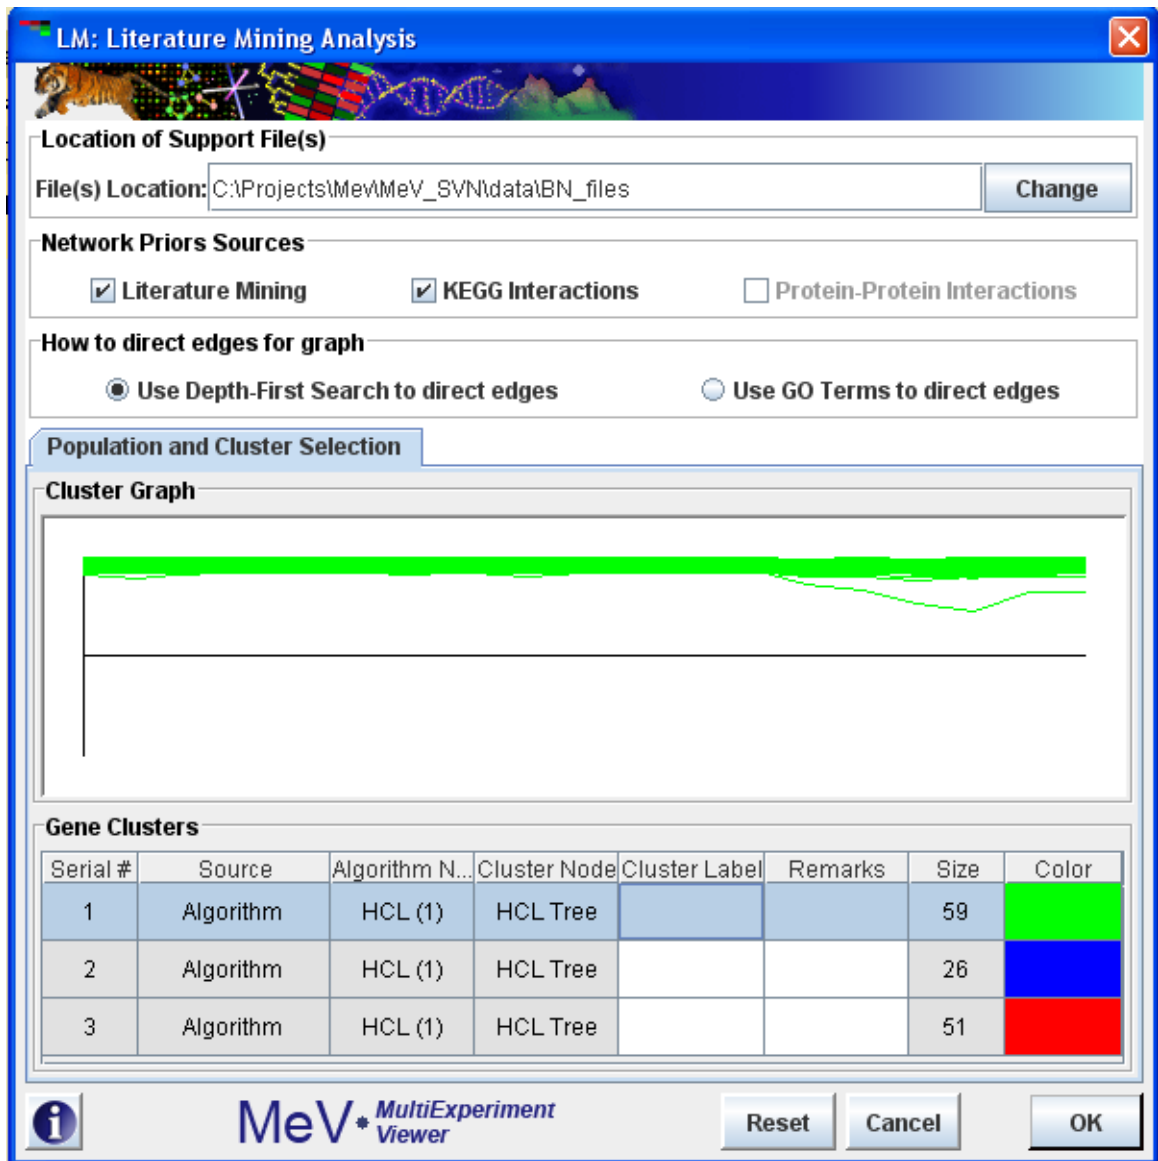 LM: Literature Mining Analysis
Location of Support File(s)
File(s) Location: C:\Projects\Mev\MeV_SVN\data\BN_files Change
Network Priors Sources
Literature Mining KEGG Interactions Protein-Protein Interactions
How to direct edges for graph
Use Depth-First Search to direct edges Use GO Terms to direct edges
Population and Cluster Selection
Cluster Graph
Gene Clusters
Serial # Source Algorithm N... Cluster Node Cluster Label Remarks Size Color
1 Algorithm HCL (1) HCL Tree 59
2 Algorithm HCL (1) HCL Tree 26
3 Algorithm HCL (1) HCL Tree 51
MeV MultiExperiment Viewer Reset Cancel OK